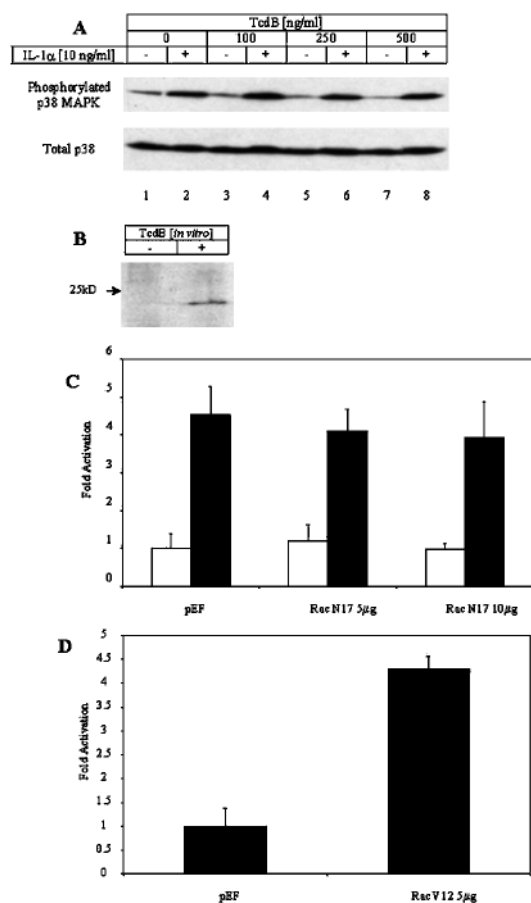 A
TcdB [ng/ml]
0 100 250 500
IL-1α [10 ng/ml] - + - + - + - +
Phosphorylated
p38 MAPK
Total p38
1 2 3 4 5 6 7 8
B
TcdB [in vitro]
- +
25kD
C
Fold Activation
6
5
4
3
2
1
0
pEF Rac N17 5µg Rac N17 10µg
D
Fold Activation
5
4.5
4
3.5
3
2.5
2
1.5
1
0.5
0
pEF RacV12 5µg